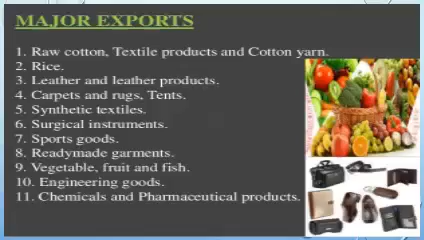 MAJOR EXPORTS
1. Raw cotton, Textile products and Cotton yarn.
2. Rice.
3. Leather and leather products.
4. Carpets and rugs, Tents.
5. Synthetic textiles.
6. Surgical instruments.
7. Sports goods.
8. Readymade garments.
9. Vegetable, fruit and fish.
10. Engineering goods.
11. Chemicals and Pharmaceutical products.